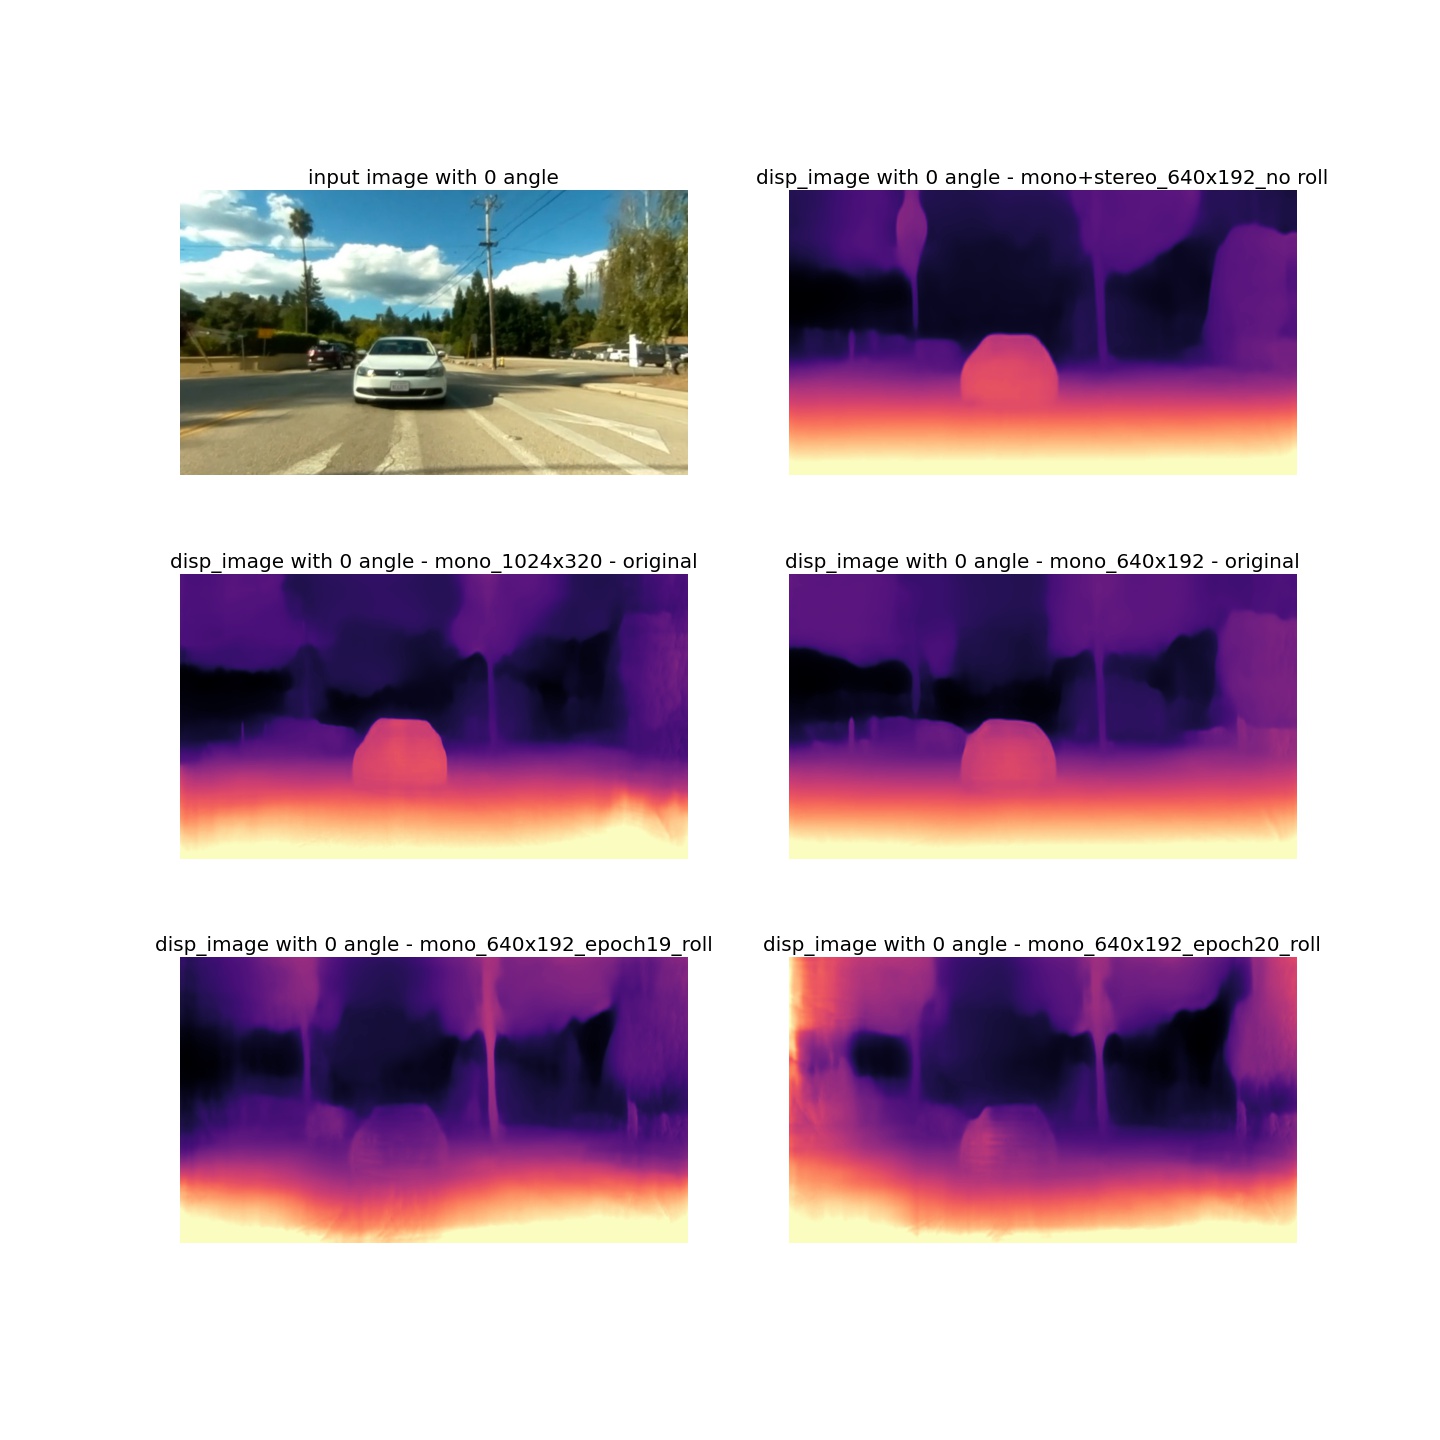 input image with 0 angle
disp_image with 0 angle - mono+stereo_640x192_no roll
disp_image with 0 angle - mono_1024x320 - original
disp_image with 0 angle - mono_640x192 - original
disp_image with 0 angle - mono_640x192_epoch19_roll
disp_image with 0 angle - mono_640x192_epoch20_roll